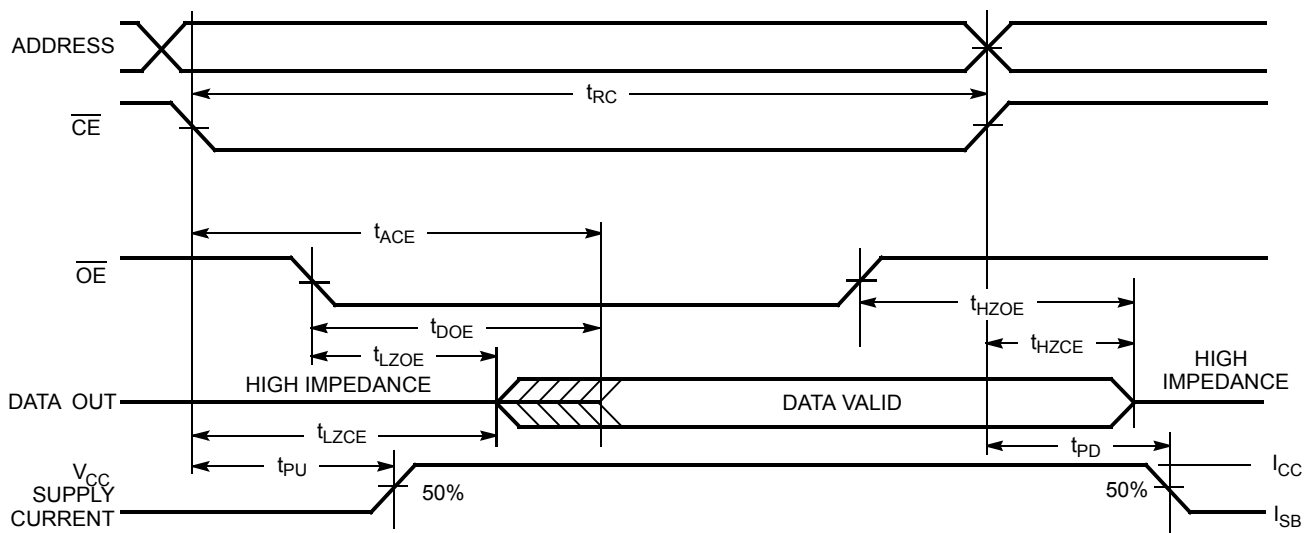 ADDRESS
tRC
CE
tACE
OE
tHZOE
tDOE
tHZCE
tLZOE
HIGH IMPEDANCE
HIGH
IMPEDANCE
DATA OUT
DATA VALID
tLZCE
tPD
tPU
VCC
SUPPLY
CURRENT
50%
50%
ICC
ISB